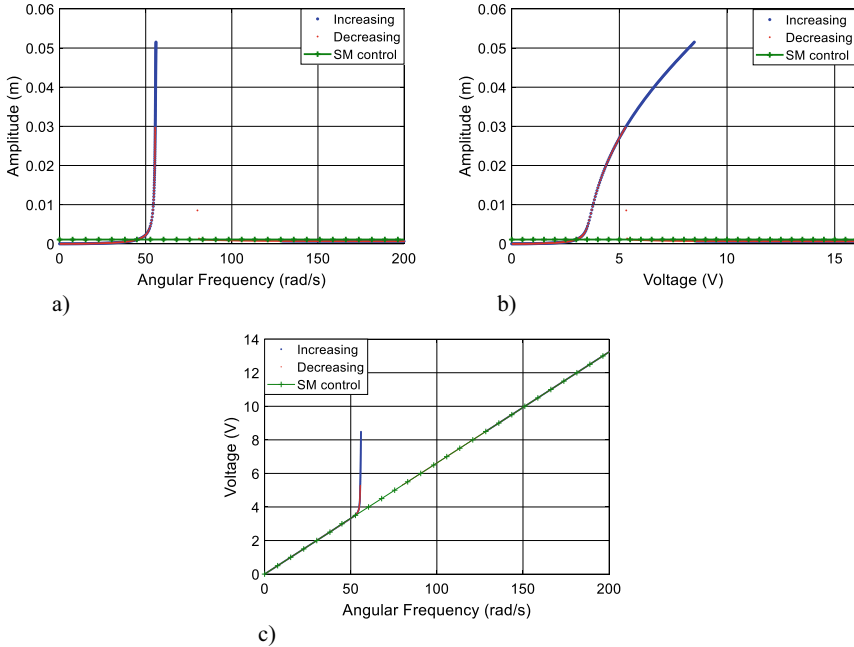 0.06
0.05
0.04
0.03
0.02
0.01
0
Amplitude (m)
Increasing
Decreasing
SM control
0 50 100 150 200
Angular Frequency (rad/s)
a)
0.06
0.05
0.04
0.03
0.02
0.01
0
Amplitude (m)
Increasing
Decreasing
SM control
0 5 10 15
Voltage (V)
b)
14
12
10
8
6
4
2
0
Voltage (V)
Increasing
Decreasing
SM control
0 50 100 150 200
Angular Frequency (rad/s)
c)